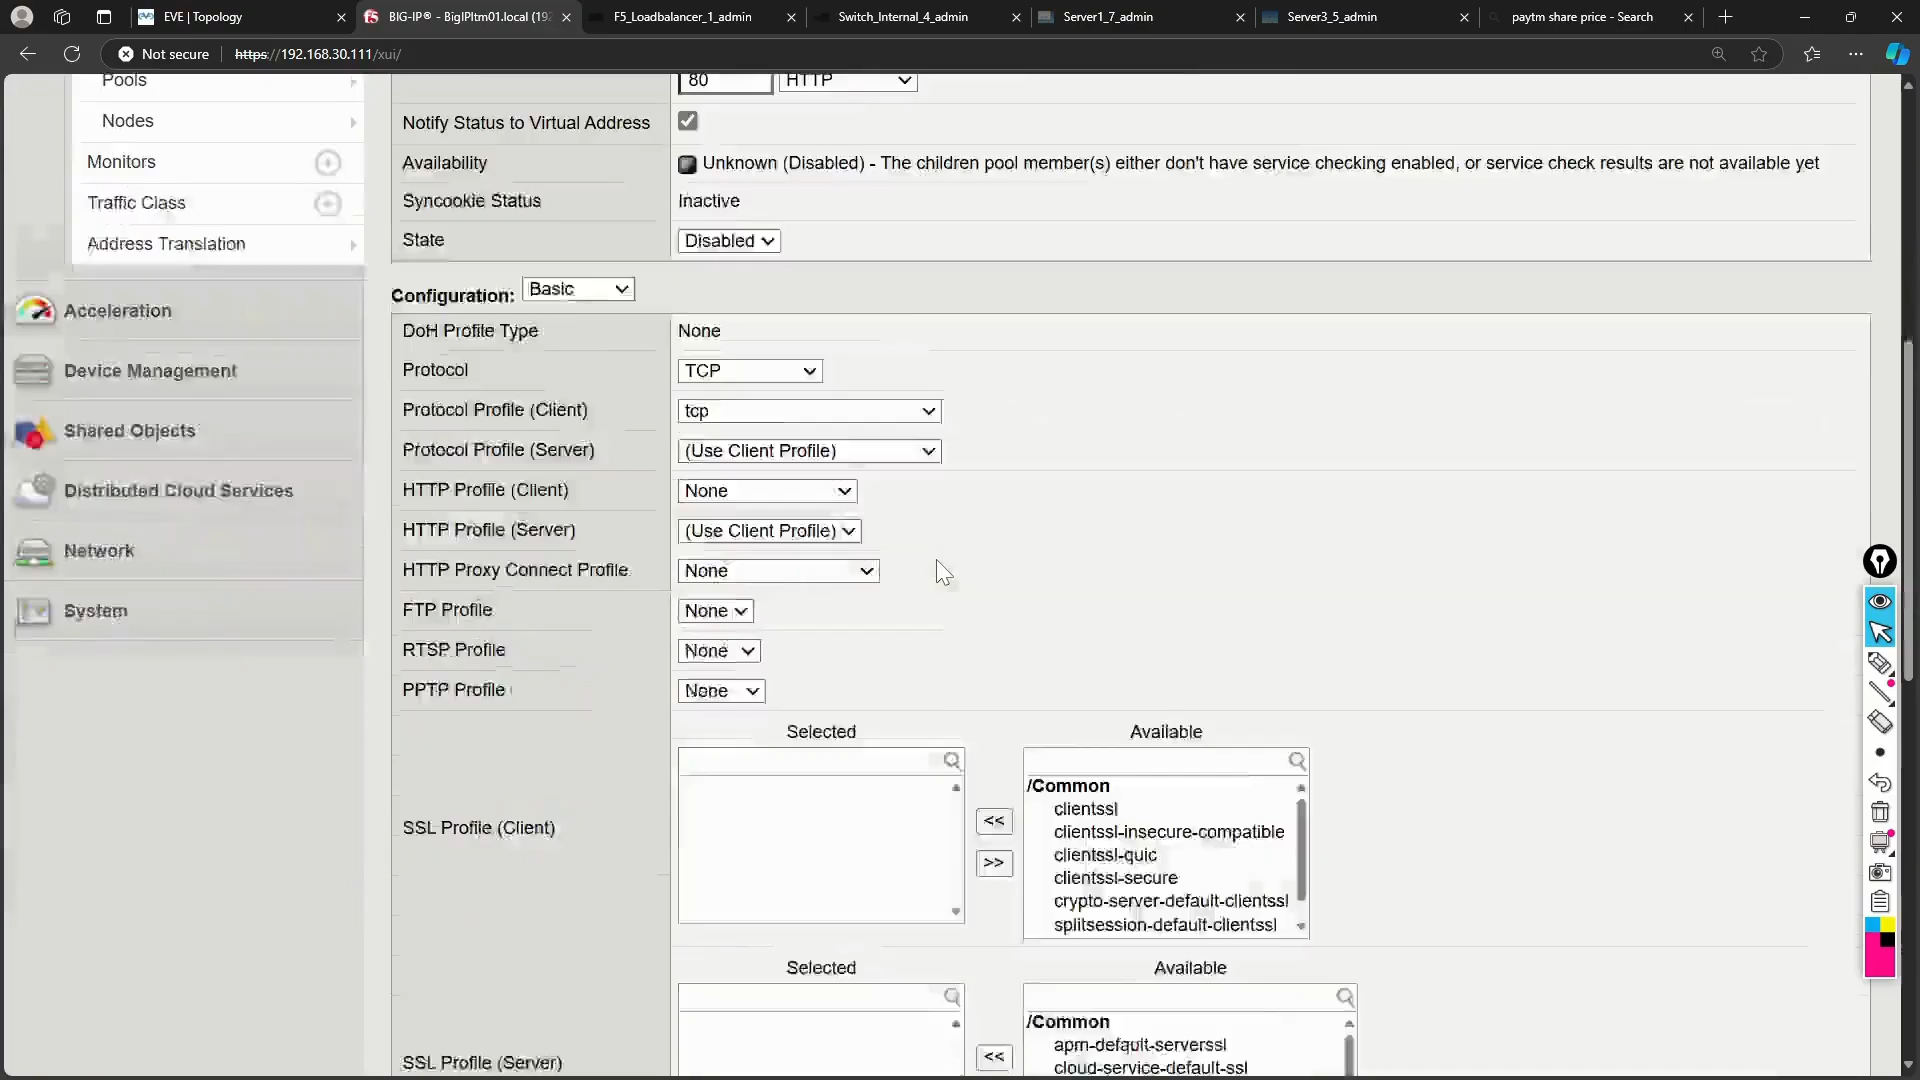 EVE | Topology
BIG-IP® - BigIPltm01.local (192
F5_Loadbalancer_1_admin
Switch_Internal_4_admin
Server1_7_admin
Server3_5_admin
paytm share price - Search
Not secure
https://192.168.30.111/xui/
Pools
80
HTTP
Nodes
Notify Status to Virtual Address
Monitors
Availability
Unknown (Disabled) - The children pool member(s) either don't have service checking enabled, or service check results are not available yet
Traffic Class
Syncookie Status
Inactive
Address Translation
State
Disabled
Configuration:
Basic
Acceleration
DoH Profile Type
None
Device Management
Protocol
TCP
Protocol Profile (Client)
tcp
Shared Objects
Protocol Profile (Server)
(Use Client Profile)
Distributed Cloud Services
HTTP Profile (Client)
None
HTTP Profile (Server)
(Use Client Profile)
Network
HTTP Proxy Connect Profile
None
System
FTP Profile
None
RTSP Profile
None
PPTP Profile
None
Selected
Available
/Common
clientssl
clientssl-insecure-compatible
SSL Profile (Client)
<<
clientssl-quic
>>
clientssl-secure
crypto-server-default-clientssl
splitsession-default-clientssl
Selected
Available
/Common
SSL Profile (Server)
<<
apm-default-serverssl
cloud-service-default-ssl